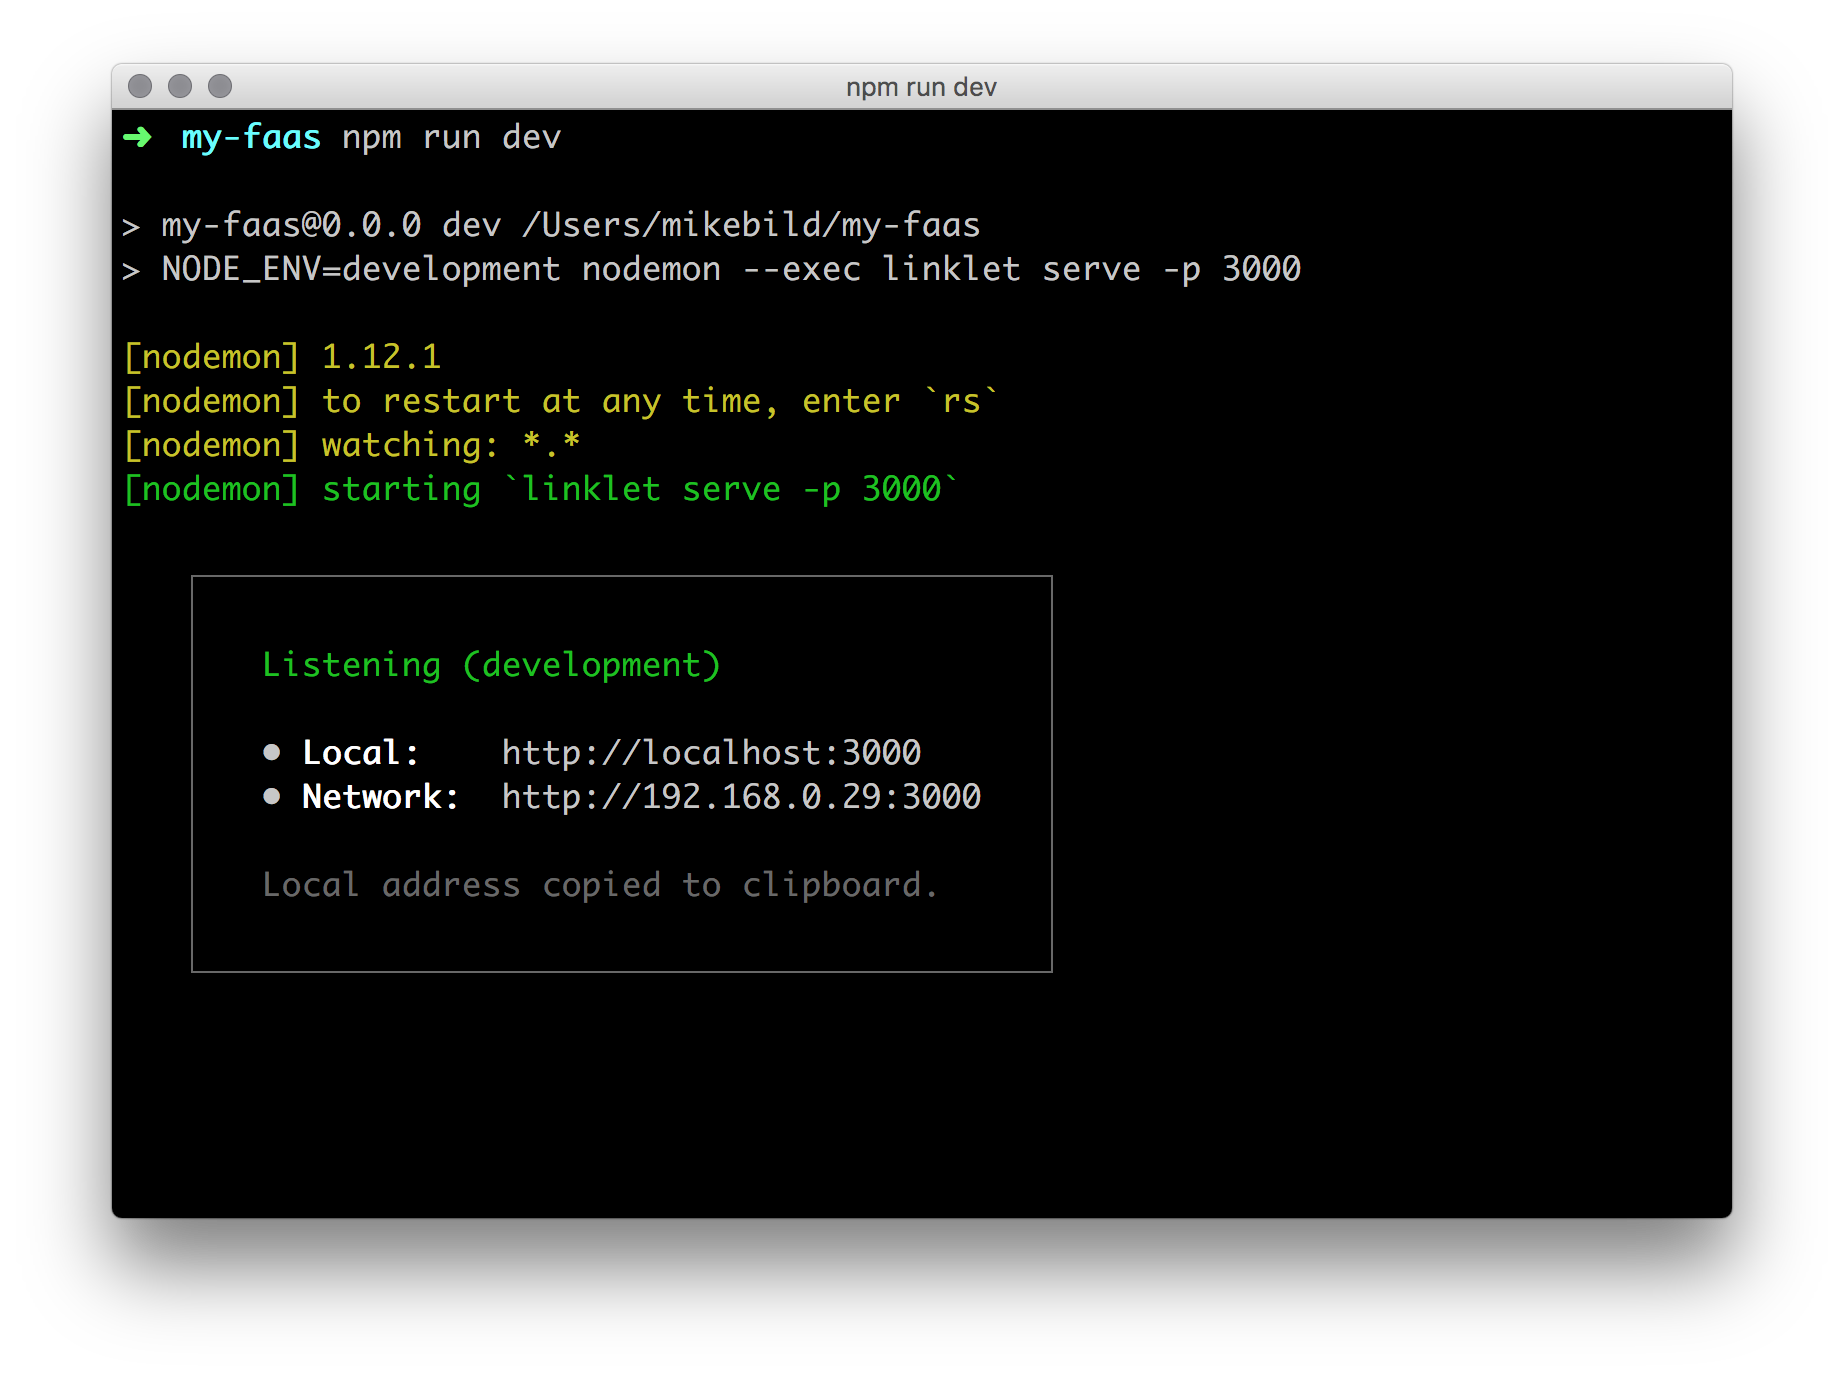 npm run dev
➜ my-faas npm run dev
> my-faas@0.0.0 dev /Users/mikebild/my-faas
> NODE_ENV=development nodemon --exec linklet serve -p 3000
[nodemon] 1.12.1
[nodemon] to restart at any time, enter `rs`
[nodemon] watching: *.*
[nodemon] starting `linklet serve -p 3000`
Listening (development)
● Local: http://localhost:3000
● Network: http://192.168.0.29:3000
Local address copied to clipboard.